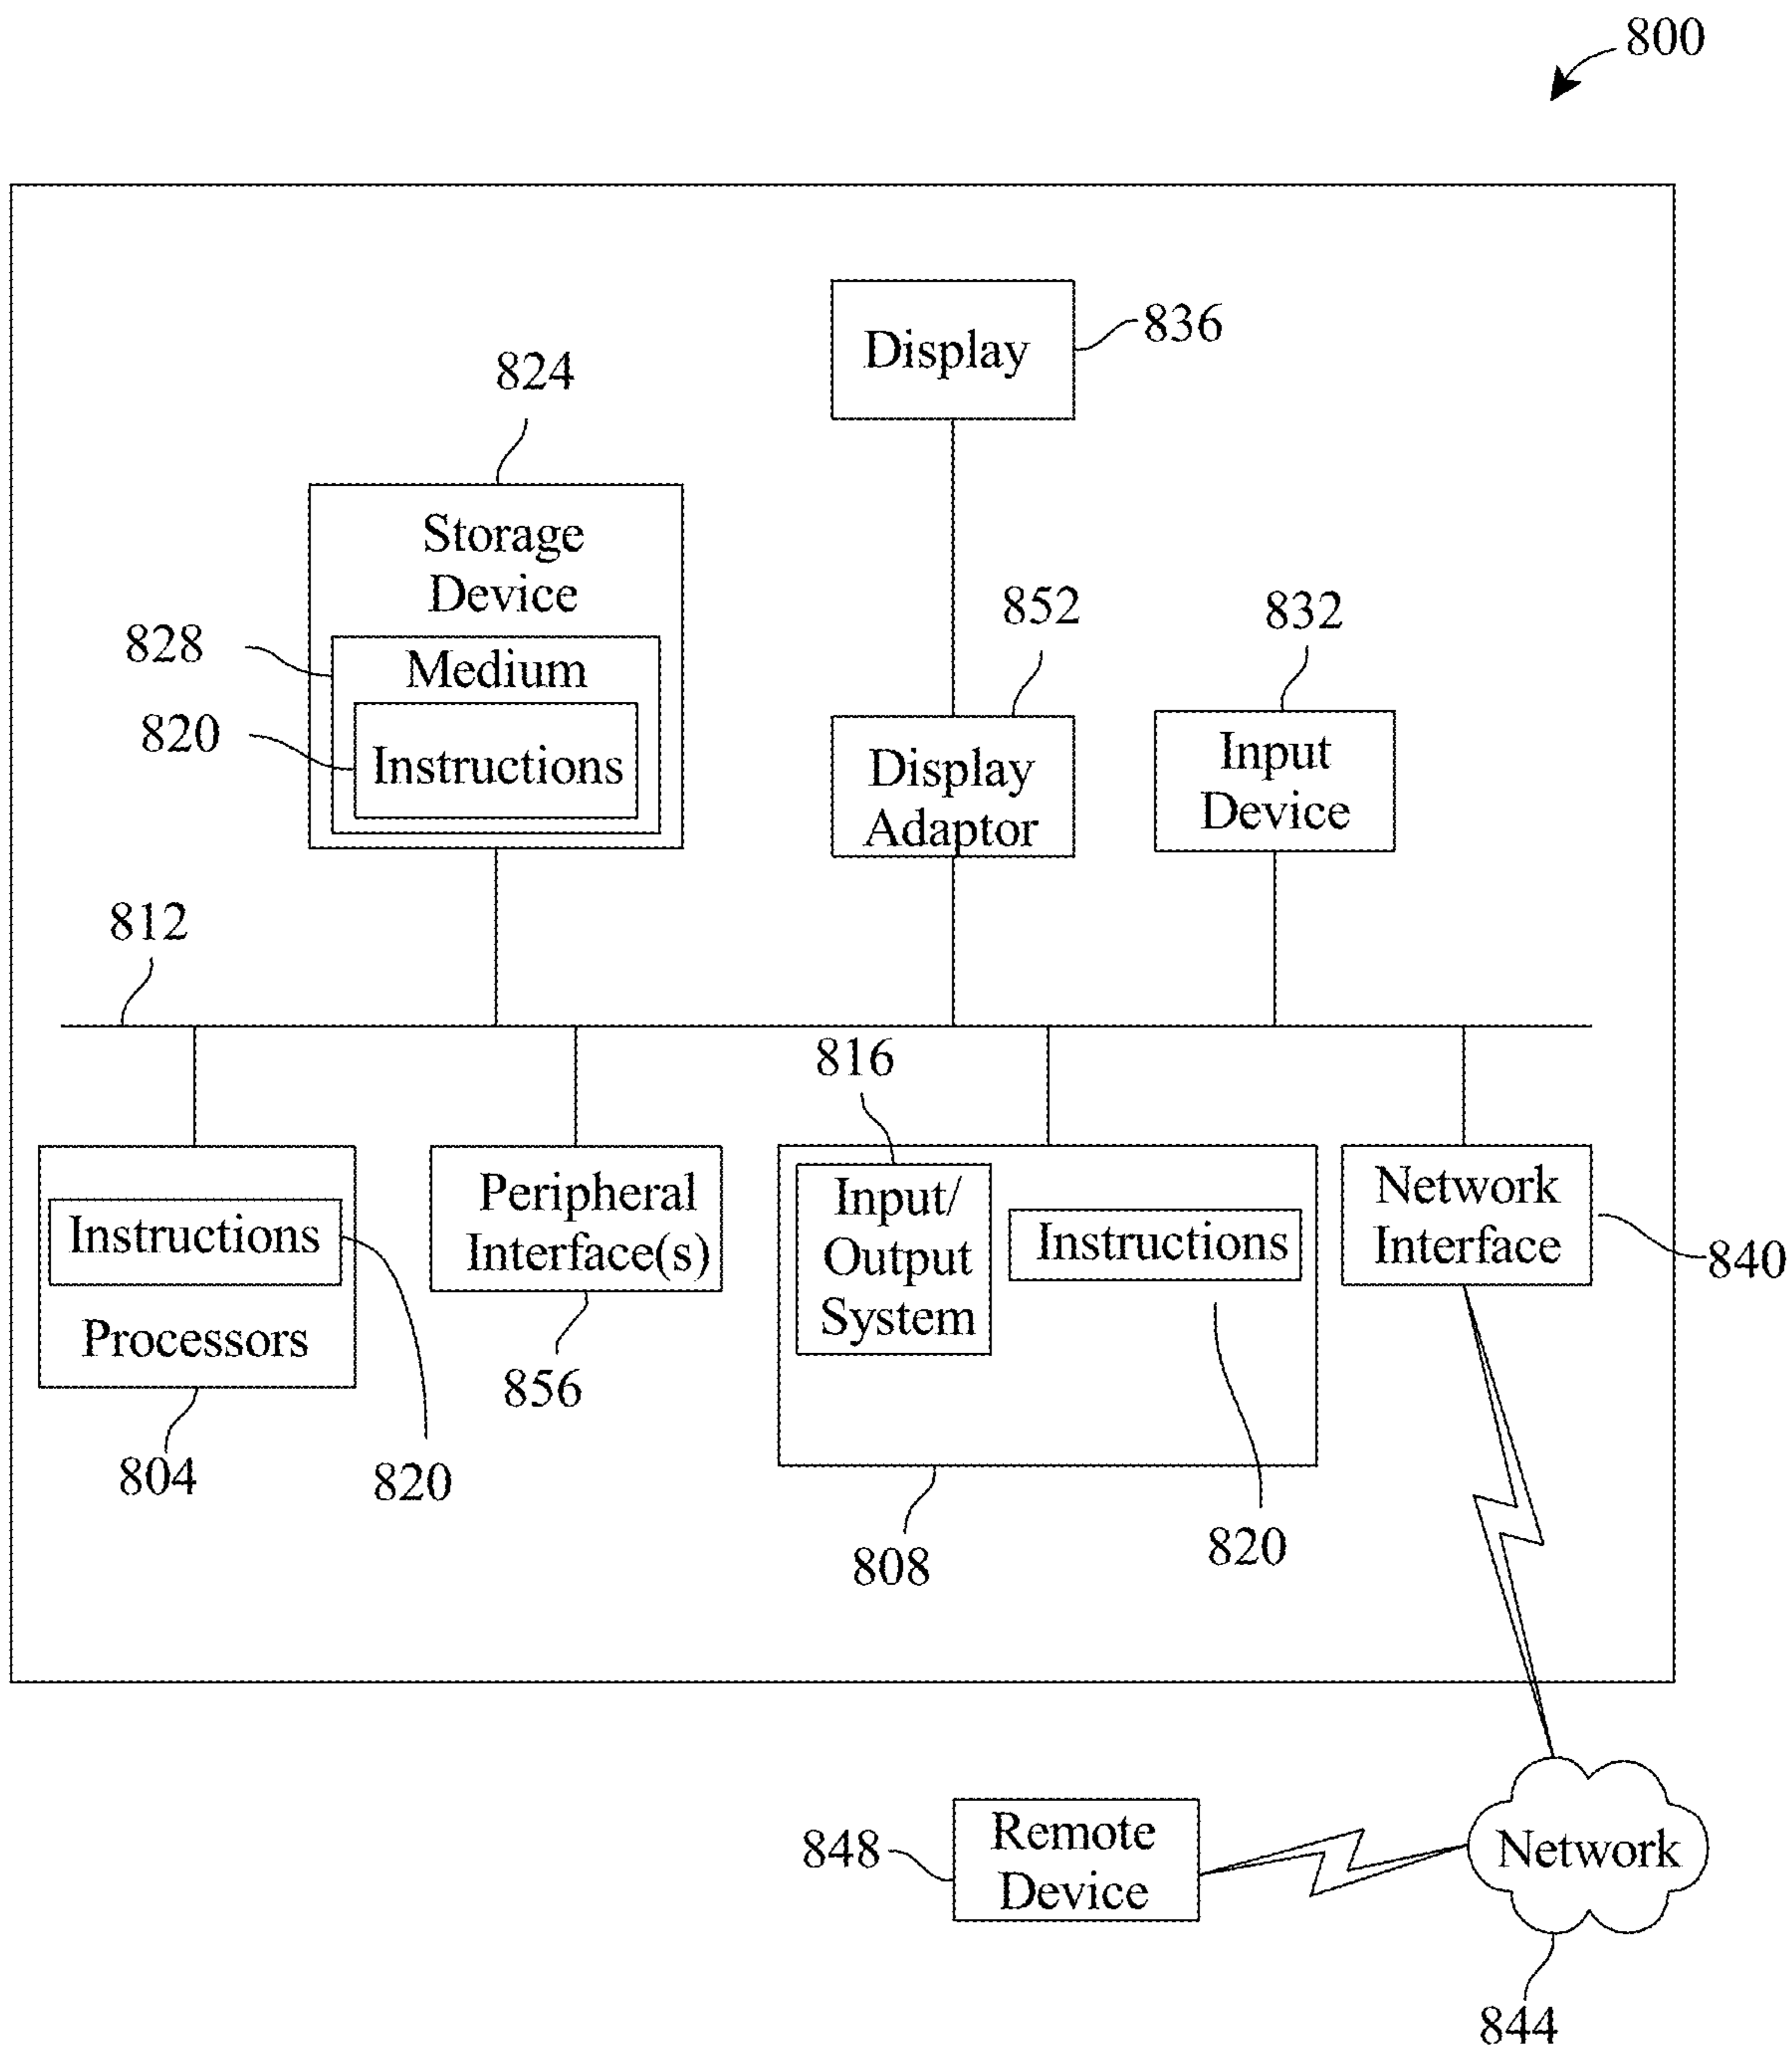 800
Display
836
824
Storage
Device
828
Medium
820
Instructions
852
832
Display
Adaptor
Input
Device
812
816
Instructions
Processors
804
820
Peripheral
Interface(s)
856
Input/
Output
System
Instructions
808
820
Network
Interface
840
848
Remote
Device
Network
844